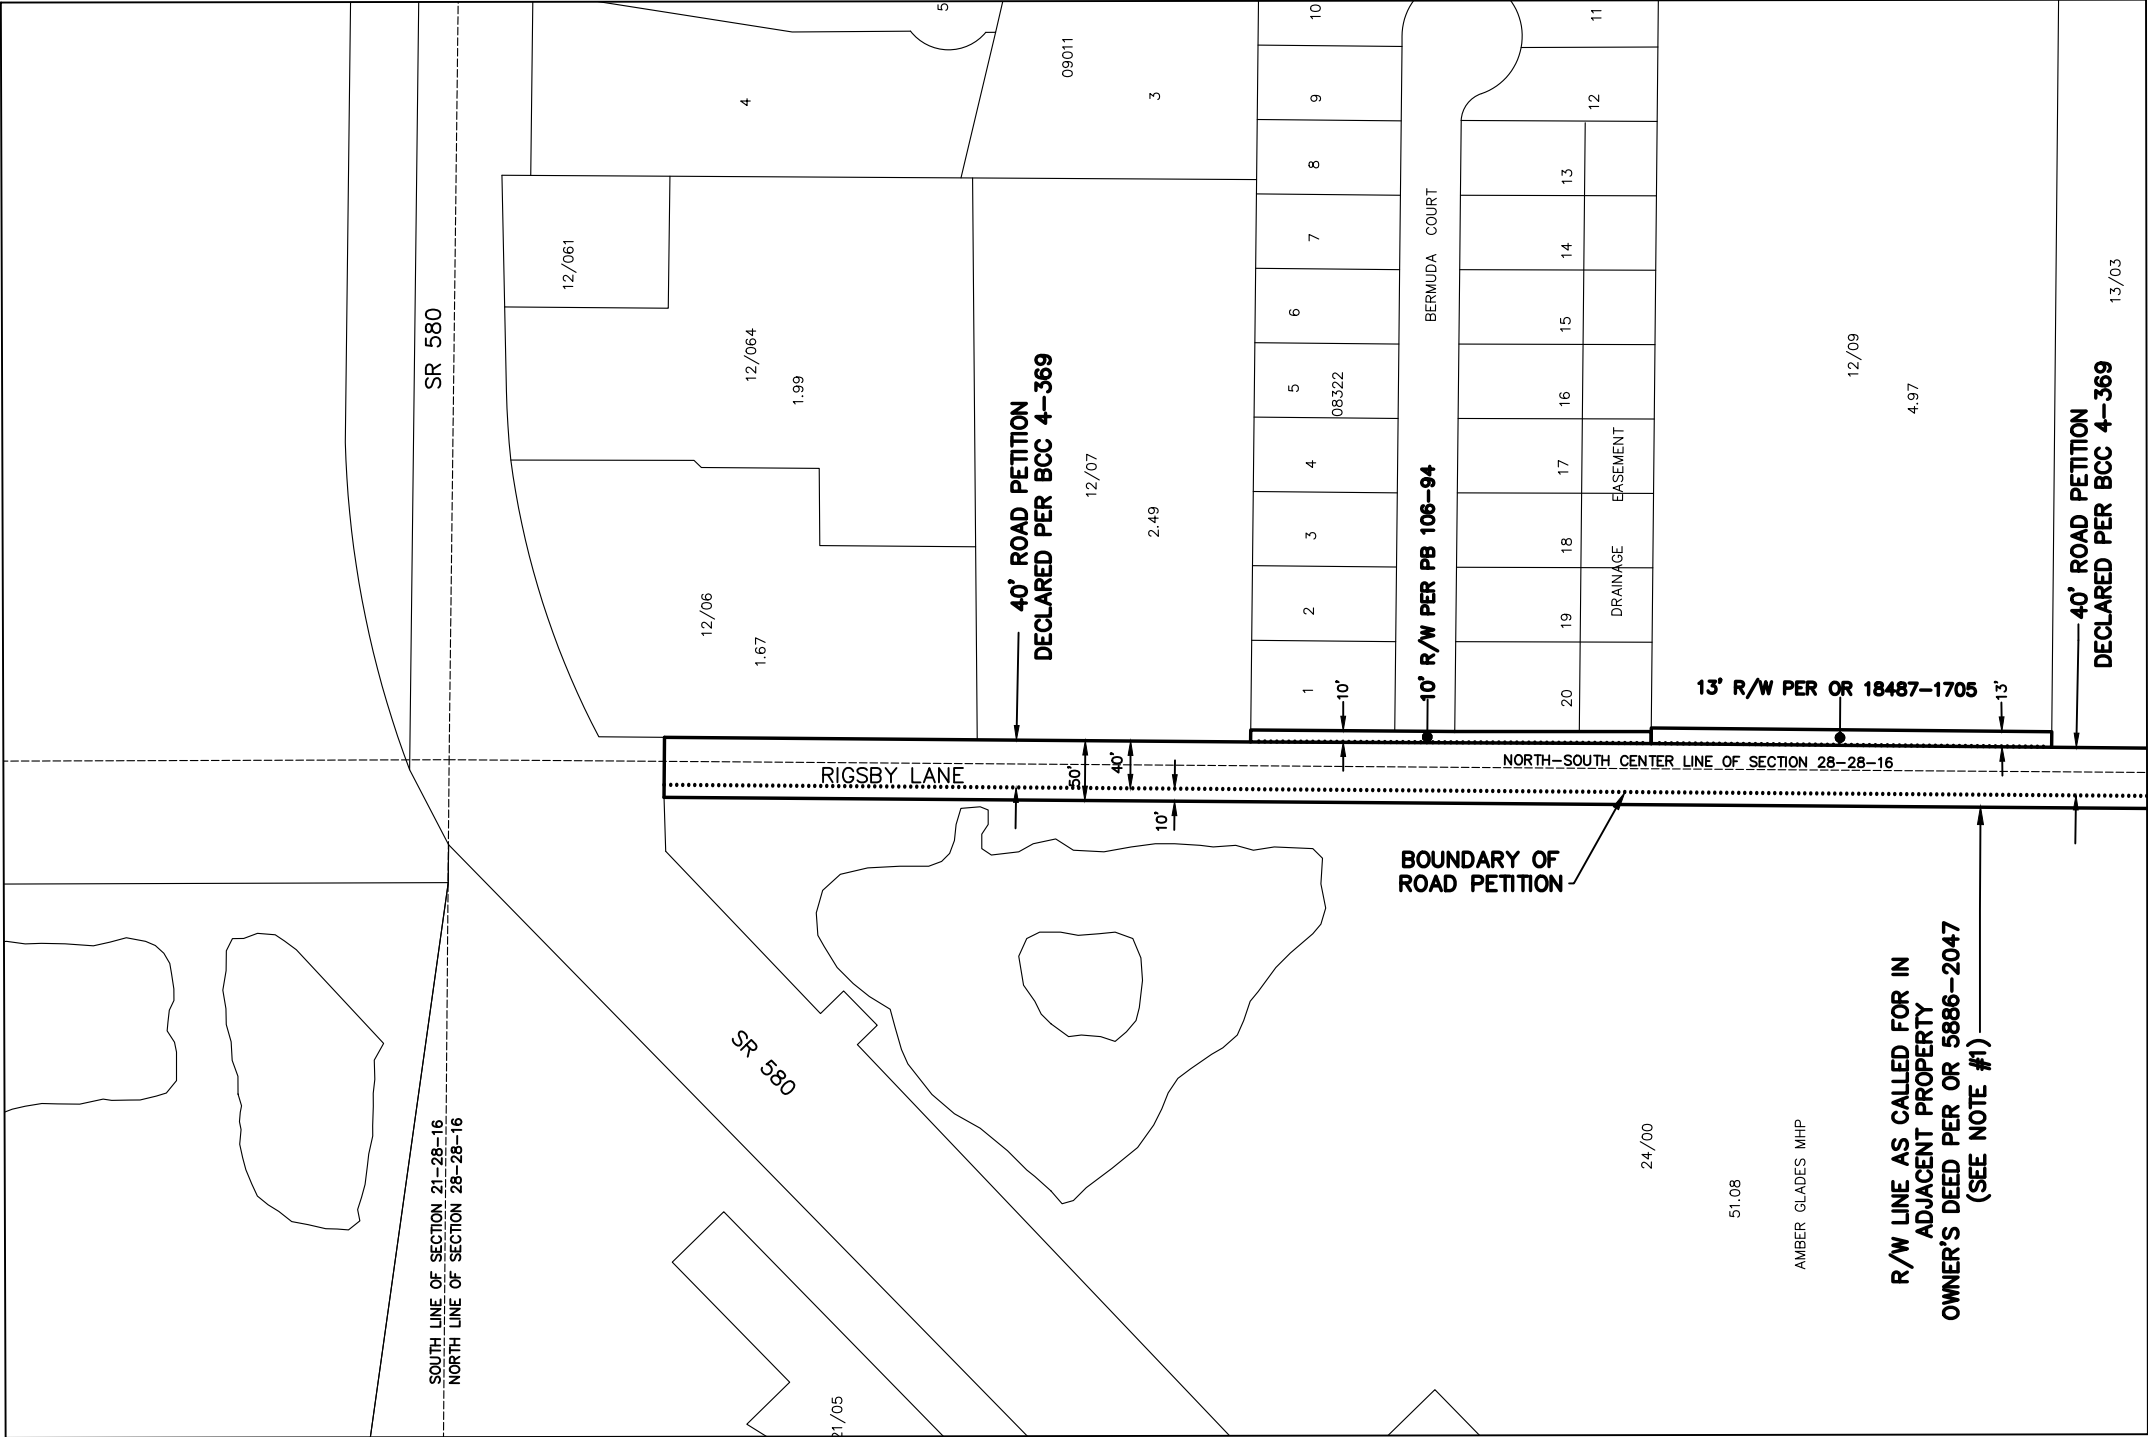 SR 580
12/061
12/064
1.99
12/06
1.67
4
5
09011
3
40' ROAD PETITION
DECLARED PER BCC 4-369
12/07
2.49
10
9
8
7
6
5
08322
4
3
2
1
BERMUDA COURT
10' R/W PER PB 106-94
11
12
13
14
15
16
17
18
19
20
DRAINAGE EASEMENT
12/09
4.97
13/03
40' ROAD PETITION
DECLARED PER BCC 4-369
13' R/W PER OR 18487-1705
13'
10'
RIGSBY LANE
50'
40'
10'
NORTH-SOUTH CENTER LINE OF SECTION 28-28-16
BOUNDARY OF
ROAD PETITION
R/W LINE AS CALLED FOR IN
ADJACENT PROPERTY
OWNER'S DEED PER OR 5886-2047
(SEE NOTE #1)
SR 580
SOUTH LINE OF SECTION 21-28-16
NORTH LINE OF SECTION 28-28-16
24/00
51.08
AMBER GLADES MHP
21/05